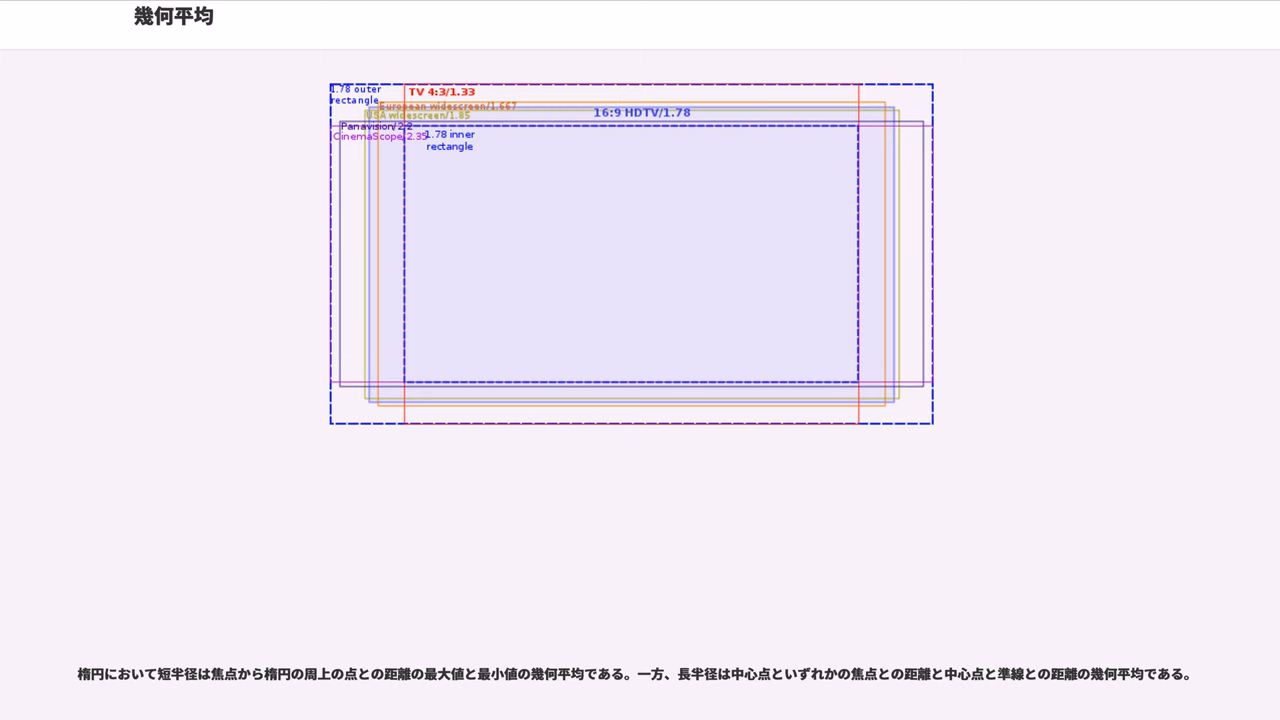 幾何平均
1.78 outer
rectangle
TV 4:3/1.33
European widescreen/1.667
USA widescreen/1.85
16:9 HDTV/1.78
Panavision/2.2
CinemaScope/2.35
1.78 inner
rectangle
楕円において短半径は焦点から楕円の周上の点との距離の最大値と最小値の幾何平均である。一方、長半径は中心点といずれかの焦点との距離と中心点と準線との距離の幾何平均である。